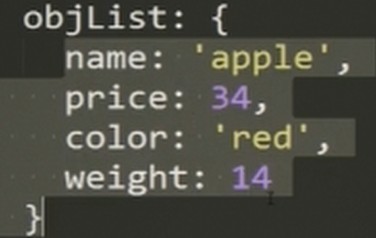 objList: {
name: 'apple',
price: 34,
color: 'red',
weight: 14
}